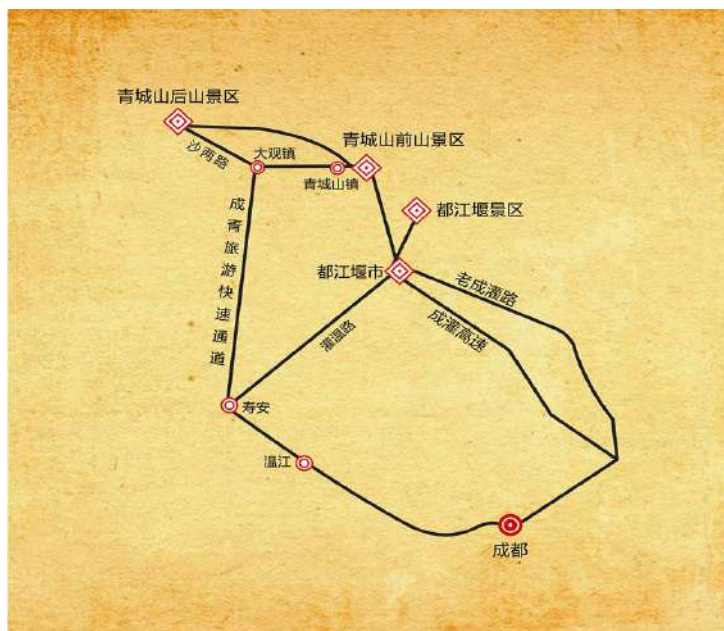 青城山后山景区
沙两路
大观镇
青城山前山景区
青城山镇
都江堰景区
成青旅游快速通道
都江堰市
老成灌路
成灌高速
灌温路
寿安
温江
成都